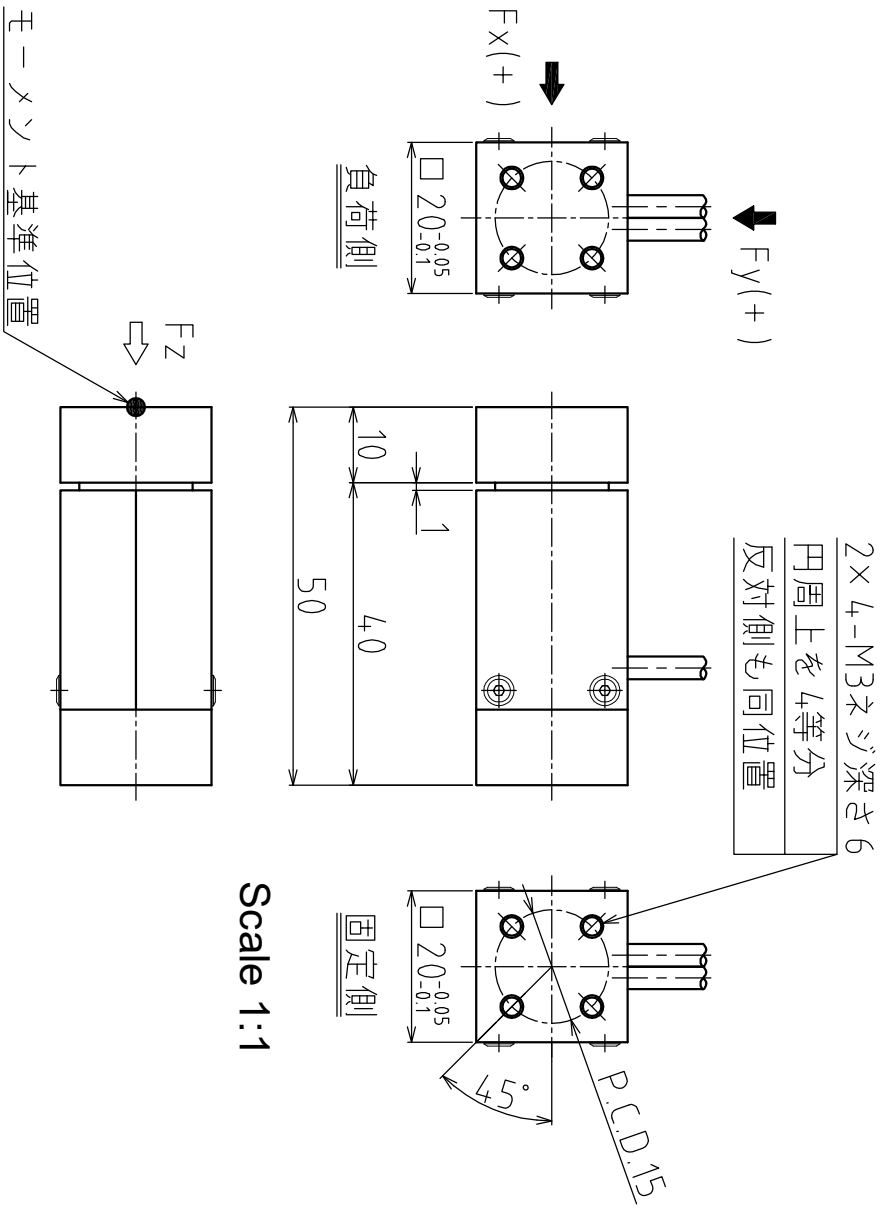 2× 4-M3ネジ深さ6
円周上を4等分
反対側も同位置
Fy(+)
Fx(+)
□ 20 -0.05 -0.1
負荷側
10
1
40
50
P.C.D.15
45°
□ 20 -0.05 -0.1
固定側
Scale 1:1
Fz
モーメント基準位置